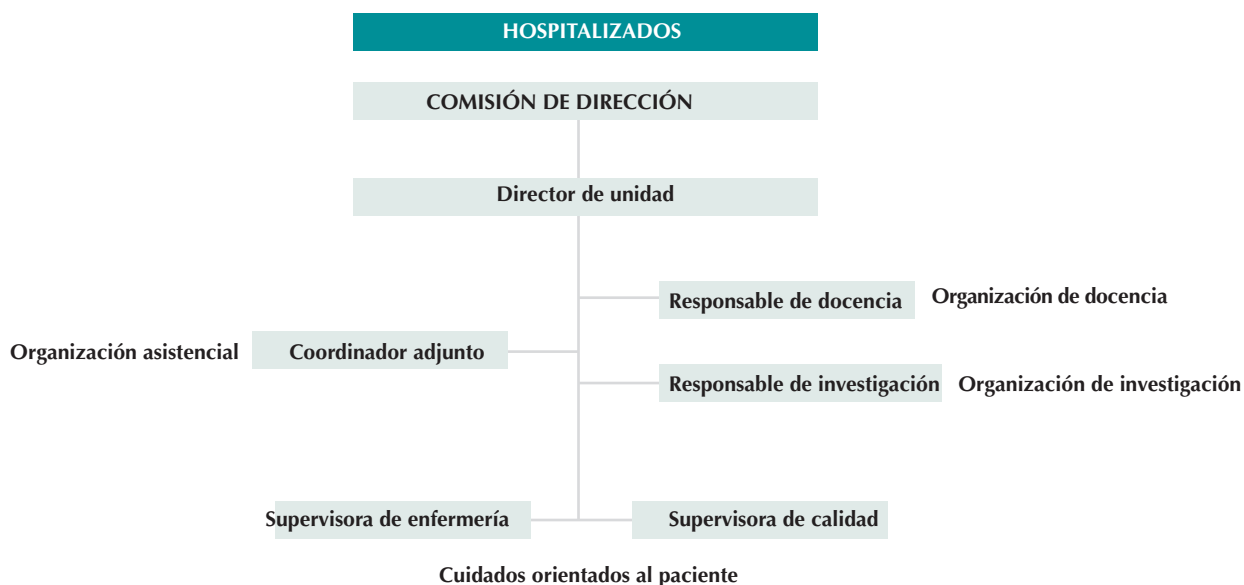 HOSPITALIZADOS
COMISIÓN DE DIRECCIÓN
Director de unidad
Responsable de docencia
Organización de docencia
Organización asistencial
Coordinador adjunto
Responsable de investigación
Organización de investigación
Supervisora de enfermería
Supervisora de calidad
Cuidados orientados al paciente